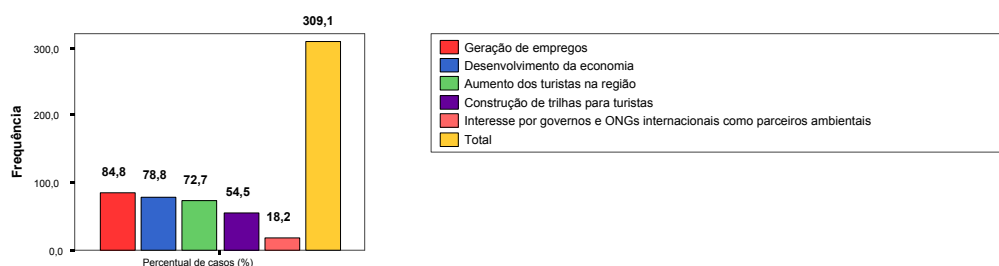 309,1
300,0
200,0
100,0
0,0
Frequência
84,8
78,8
72,7
54,5
18,2
Percentual de casos (%)
Geração de empregos
Desenvolvimento da economia
Aumento dos turistas na região
Construção de trilhas para turistas
Interesse por governos e ONGs internacionais como parceiros ambientais
Total